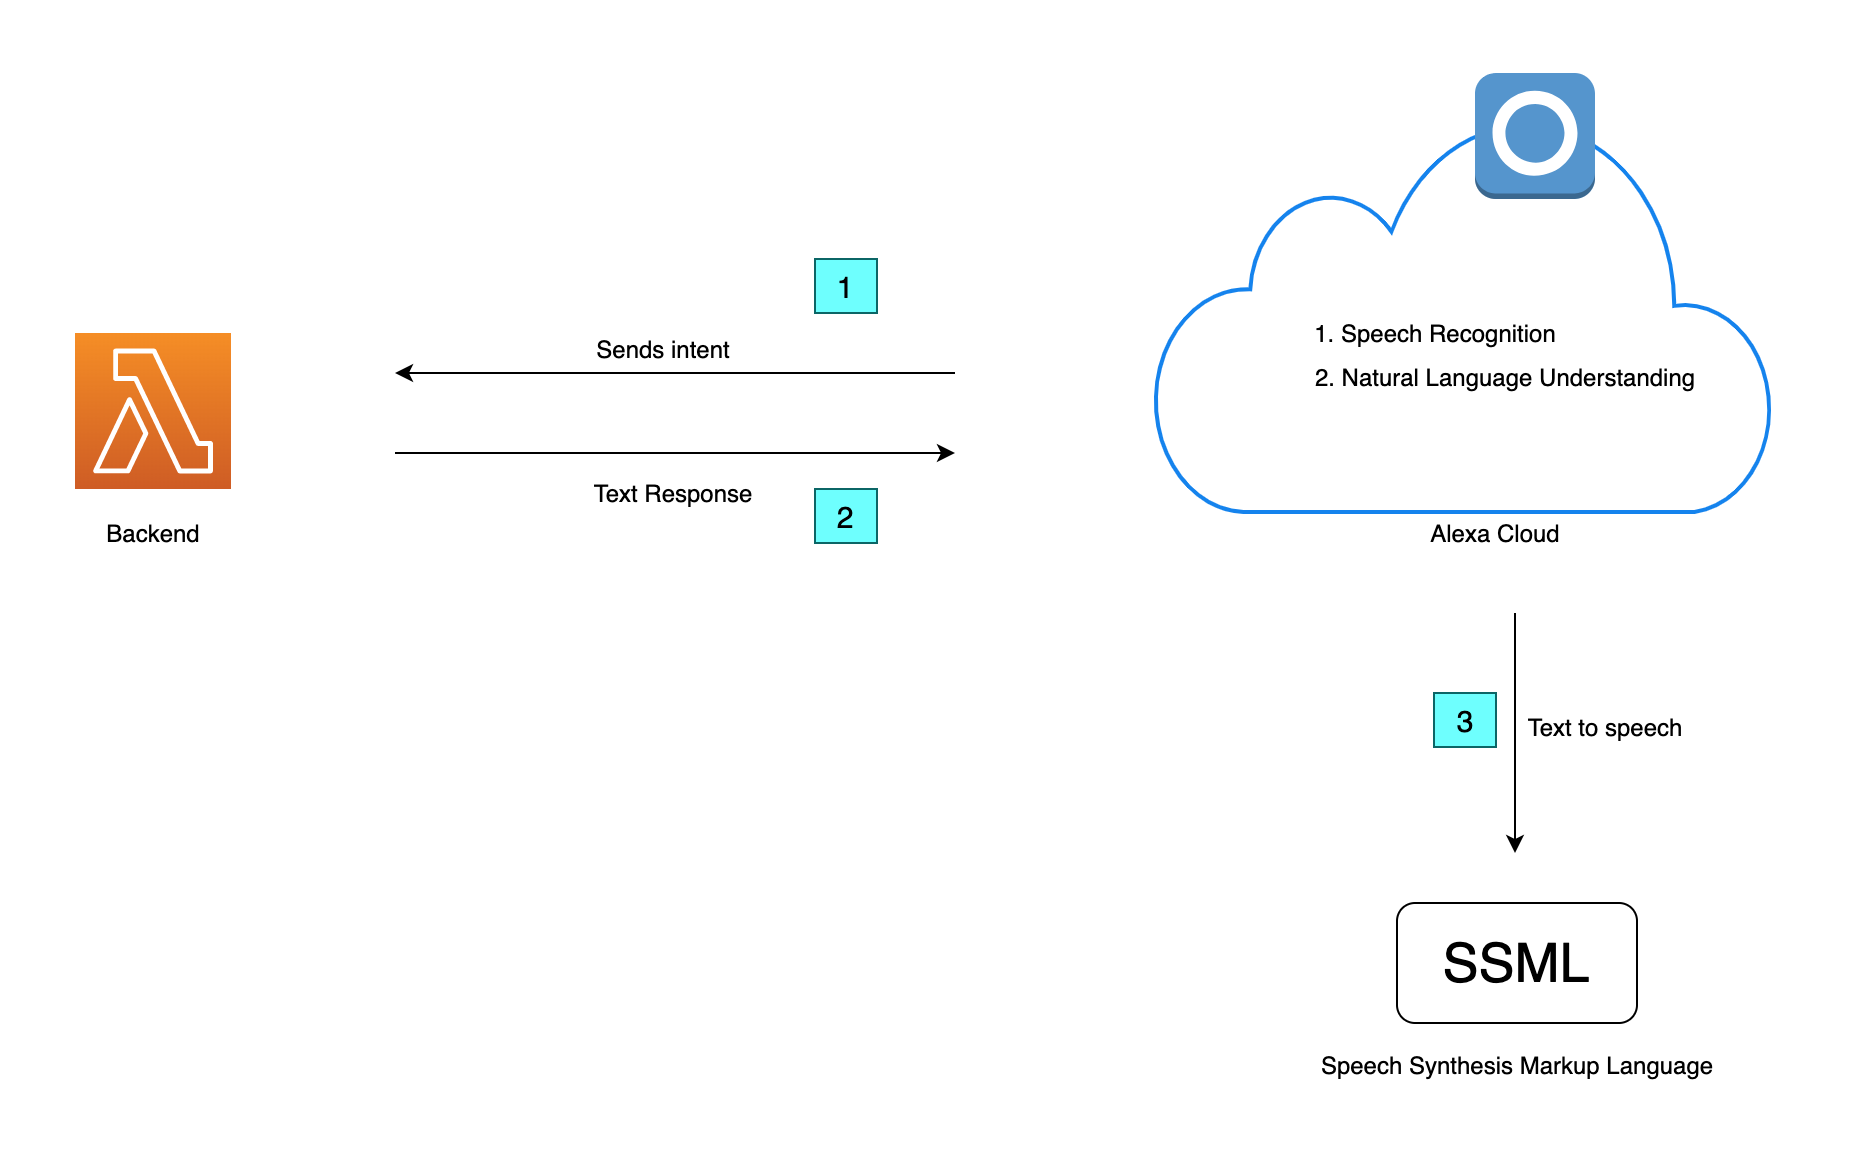 1
Sends intent
1. Speech Recognition
2. Natural Language Understanding
Text Response
2
Backend
Alexa Cloud
3
Text to speech
SSML
Speech Synthesis Markup Language